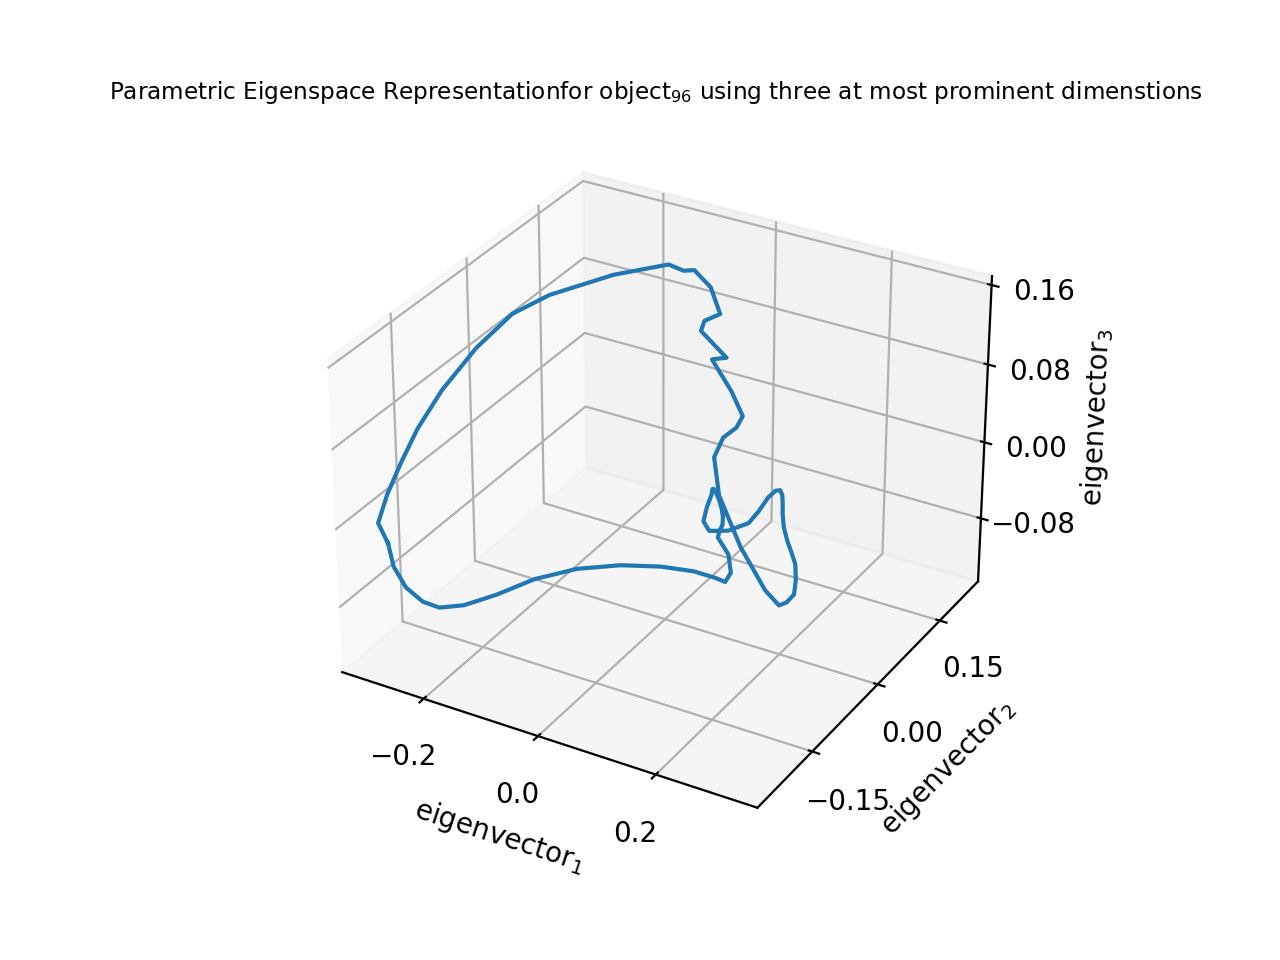 Parametric Eigenspace Representationfor object₉₆ using three at most prominent dimenstions
0.16
0.08
0.00
−0.08
eigenvector₃
0.15
0.00
−0.15
eigenvector₂
−0.2
0.0
0.2
eigenvector₁